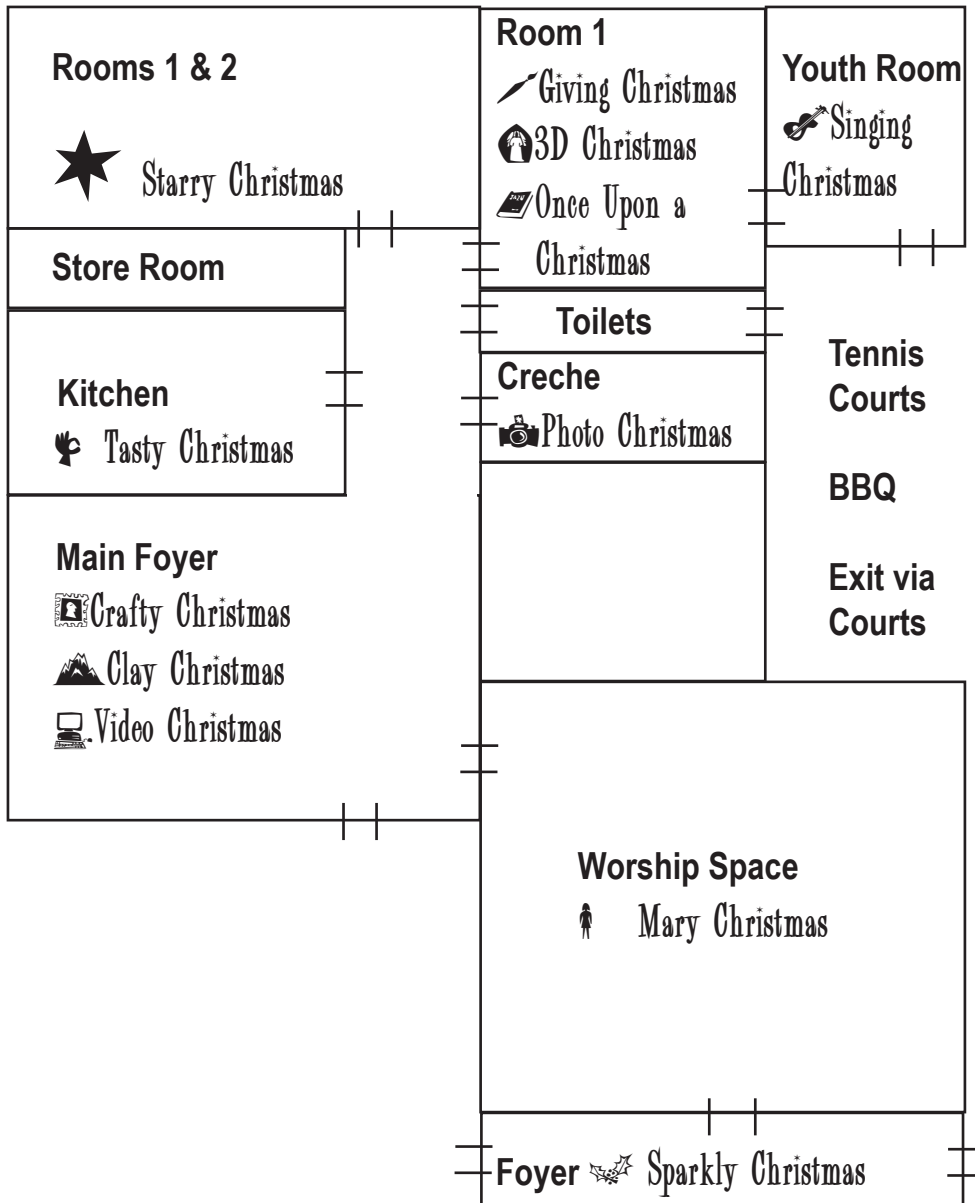 Rooms 1 & 2
Starry Christmas
Room 1
Giving Christmas
3D Christmas
Once Upon a
Christmas
Youth Room
Singing
Christmas
Store Room
Toilets
Kitchen
Tasty Christmas
Creche
Photo Christmas
Tennis
Courts
BBQ
Exit via
Courts
Main Foyer
Crafty Christmas
Clay Christmas
Video Christmas
Worship Space
Mary Christmas
Foyer Sparkly Christmas